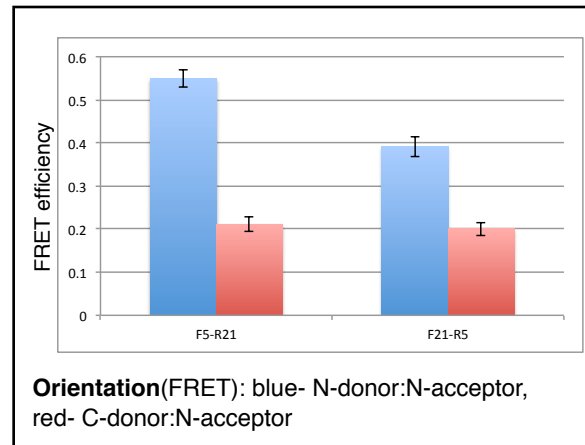 0.6
0.5
0.4
0.3
0.2
0.1
0
FRET efficiency
F5-R21 F21-R5
Orientation(FRET): blue- N-donor:N-acceptor,
red- C-donor:N-acceptor